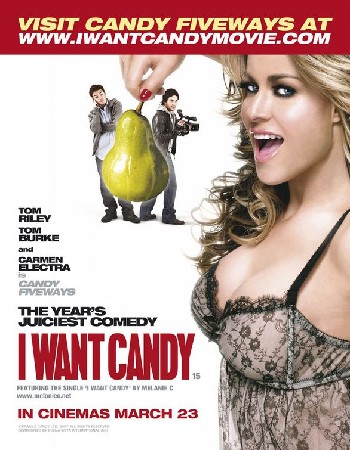 VISIT CANDY FIVEWAYS AT
WWW.IWANTCANDYMOVIE.COM
TOM
RILEY
TOM
BURKE
and
CARMEN
ELECTRA
is
CANDY
FIVEWAYS
THE YEAR'S
JUICIEST COMEDY
I WANT CANDY
15
FEATURING THE SINGLE 'I WANT CANDY' BY MELANIE C
IN CINEMAS MARCH 23